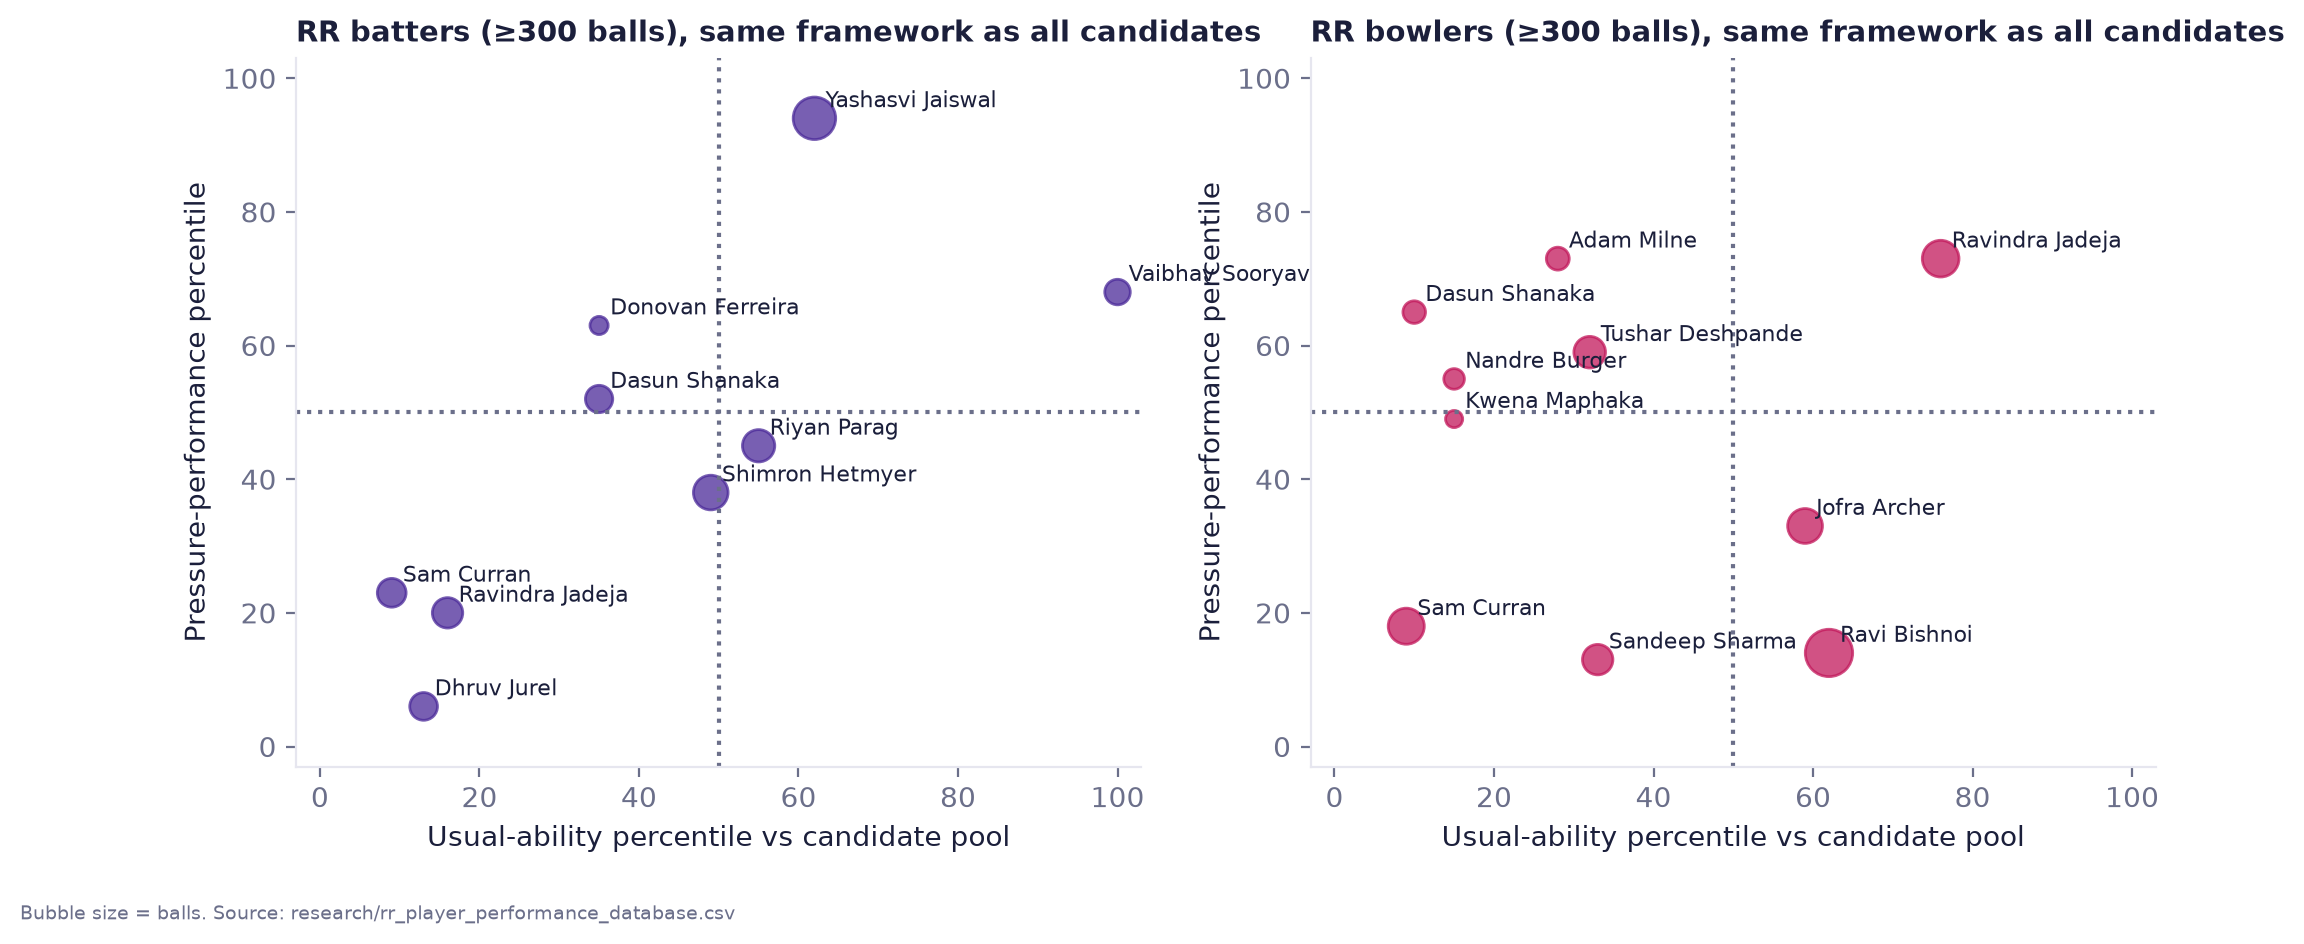 RR batters (≥300 balls), same framework as all candidates
Pressure-performance percentile
100
80
60
40
20
0
Yashasvi Jaiswal
Vaibhav Sooryav
Donovan Ferreira
Dasun Shanaka
Riyan Parag
Shimron Hetmyer
Sam Curran
Ravindra Jadeja
Dhruv Jurel
0 20 40 60 80 100
Usual-ability percentile vs candidate pool
RR bowlers (≥300 balls), same framework as all candidates
Pressure-performance percentile
100
80
60
40
20
0
Adam Milne
Ravindra Jadeja
Dasun Shanaka
Tushar Deshpande
Nandre Burger
Kwena Maphaka
Jofra Archer
Sam Curran
Sandeep Sharma
Ravi Bishnoi
0 20 40 60 80 100
Usual-ability percentile vs candidate pool
Bubble size = balls. Source: research/rr_player_performance_database.csv